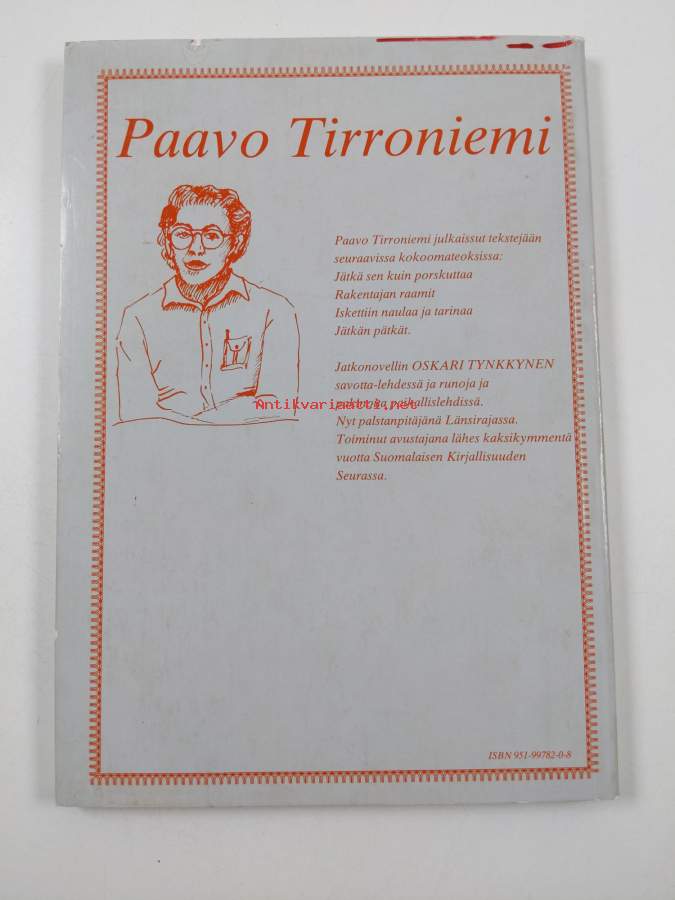 Paavo Tirroniemi
Paavo Tirroniemi julkaissut tekstejään
seuraavissa kokoomateoksissa:
Jätkä sen kuin porskuttaa
Rakentajan raamit
Iskettiin naulaa ja tarinaa
Jätkän pätkät.
Jatkonovellin OSKARI TYNKKYNEN
savotta-lehdessä ja runoja ja
paikallislehdissä.
Antikvariaatti.net
Nyt palstanpitäjänä Länsirajassa.
Toiminut avustajana lähes kaksikymmentä
vuotta Suomalaisen Kirjallisuuden
Seurassa.
ISBN 951-99782-0-8